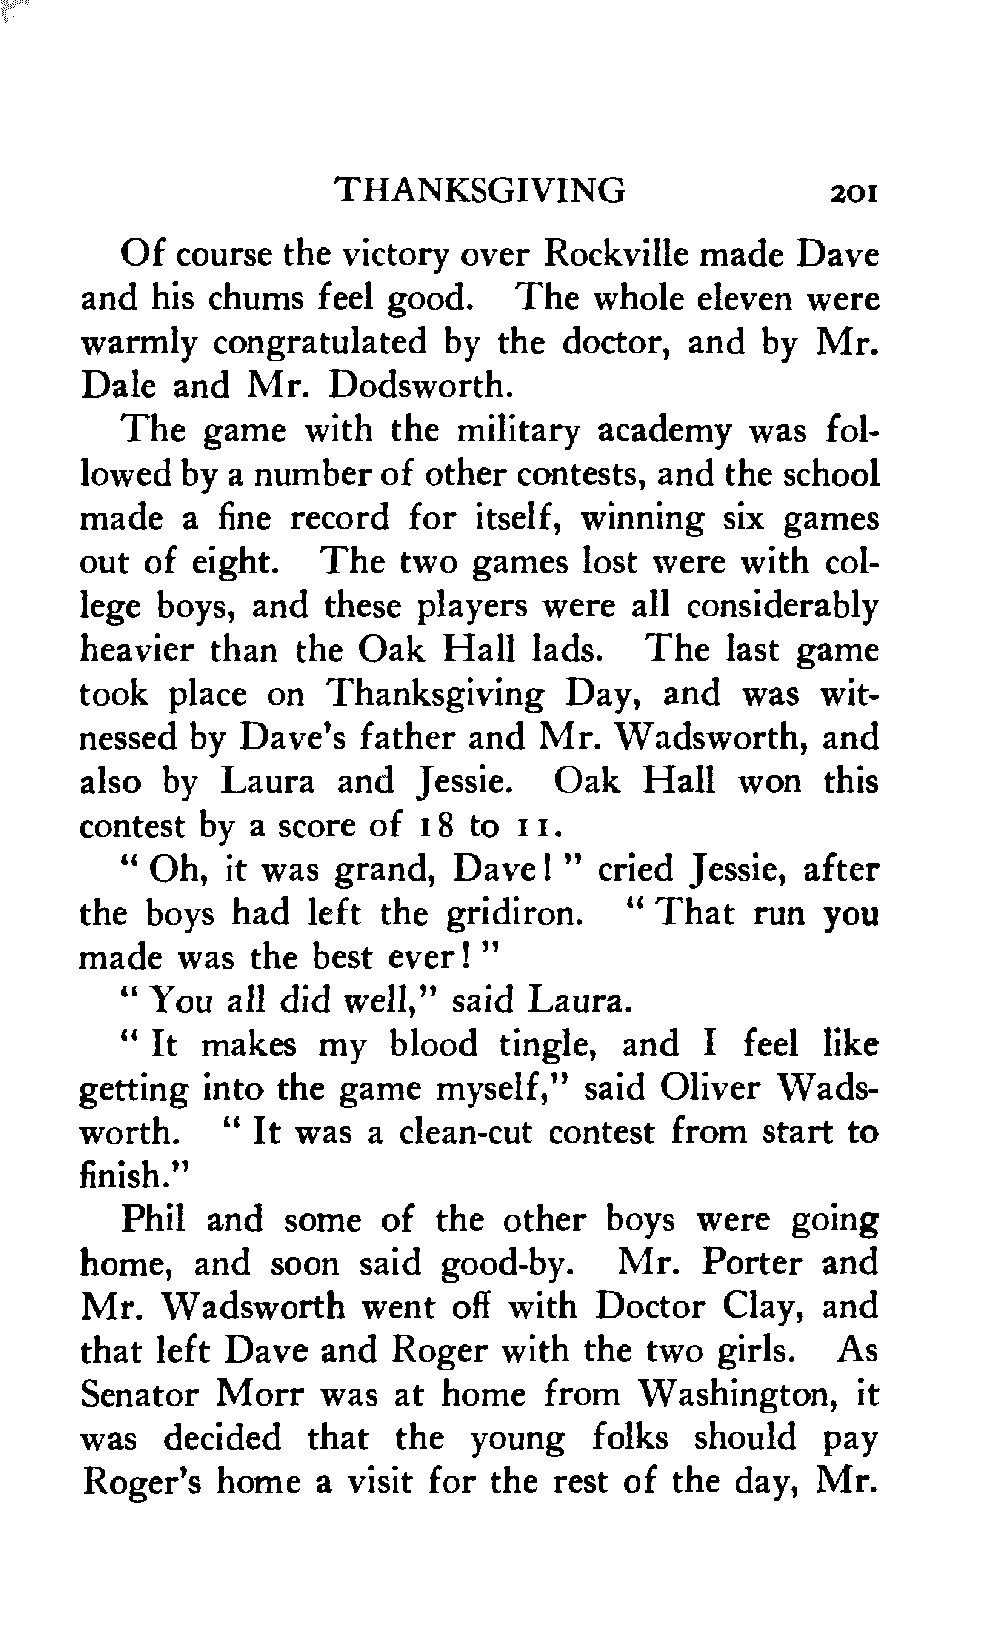 THANKSGIVING 201
Of course the victory over Rockville made Dave
and his chums feel good. The whole eleven were
warmly congratulated by the doctor, and by Mr.
Dale and Mr. Dodsworth.
The game with the military academy was fol-
lowed by a number of other contests, and the school
made a fine record for itself, winning six games
out of eight. The two games lost were with col-
lege boys, and these players were all considerably
heavier than the Oak Hall lads. The last game
took place on Thanksgiving Day, and was wit-
nessed by Dave's father and Mr. Wadsworth, and
also by Laura and Jessie. Oak Hall won this
contest by a score of 18 to 11.
" Oh, it was grand, Dave! " cried Jessie, after
the boys had left the gridiron. " That run you
made was the best ever! "
" You all did well," said Laura.
" It makes my blood tingle, and I feel like
getting into the game myself," said Oliver Wads-
worth. " It was a clean-cut contest from start to
finish."
Phil and some of the other boys were going
home, and soon said good-by. Mr. Porter and
Mr. Wadsworth went off with Doctor Clay, and
that left Dave and Roger with the two girls. As
Senator Morr was at home from Washington, it
was decided that the young folks should pay
Roger's home a visit for the rest of the day, Mr.